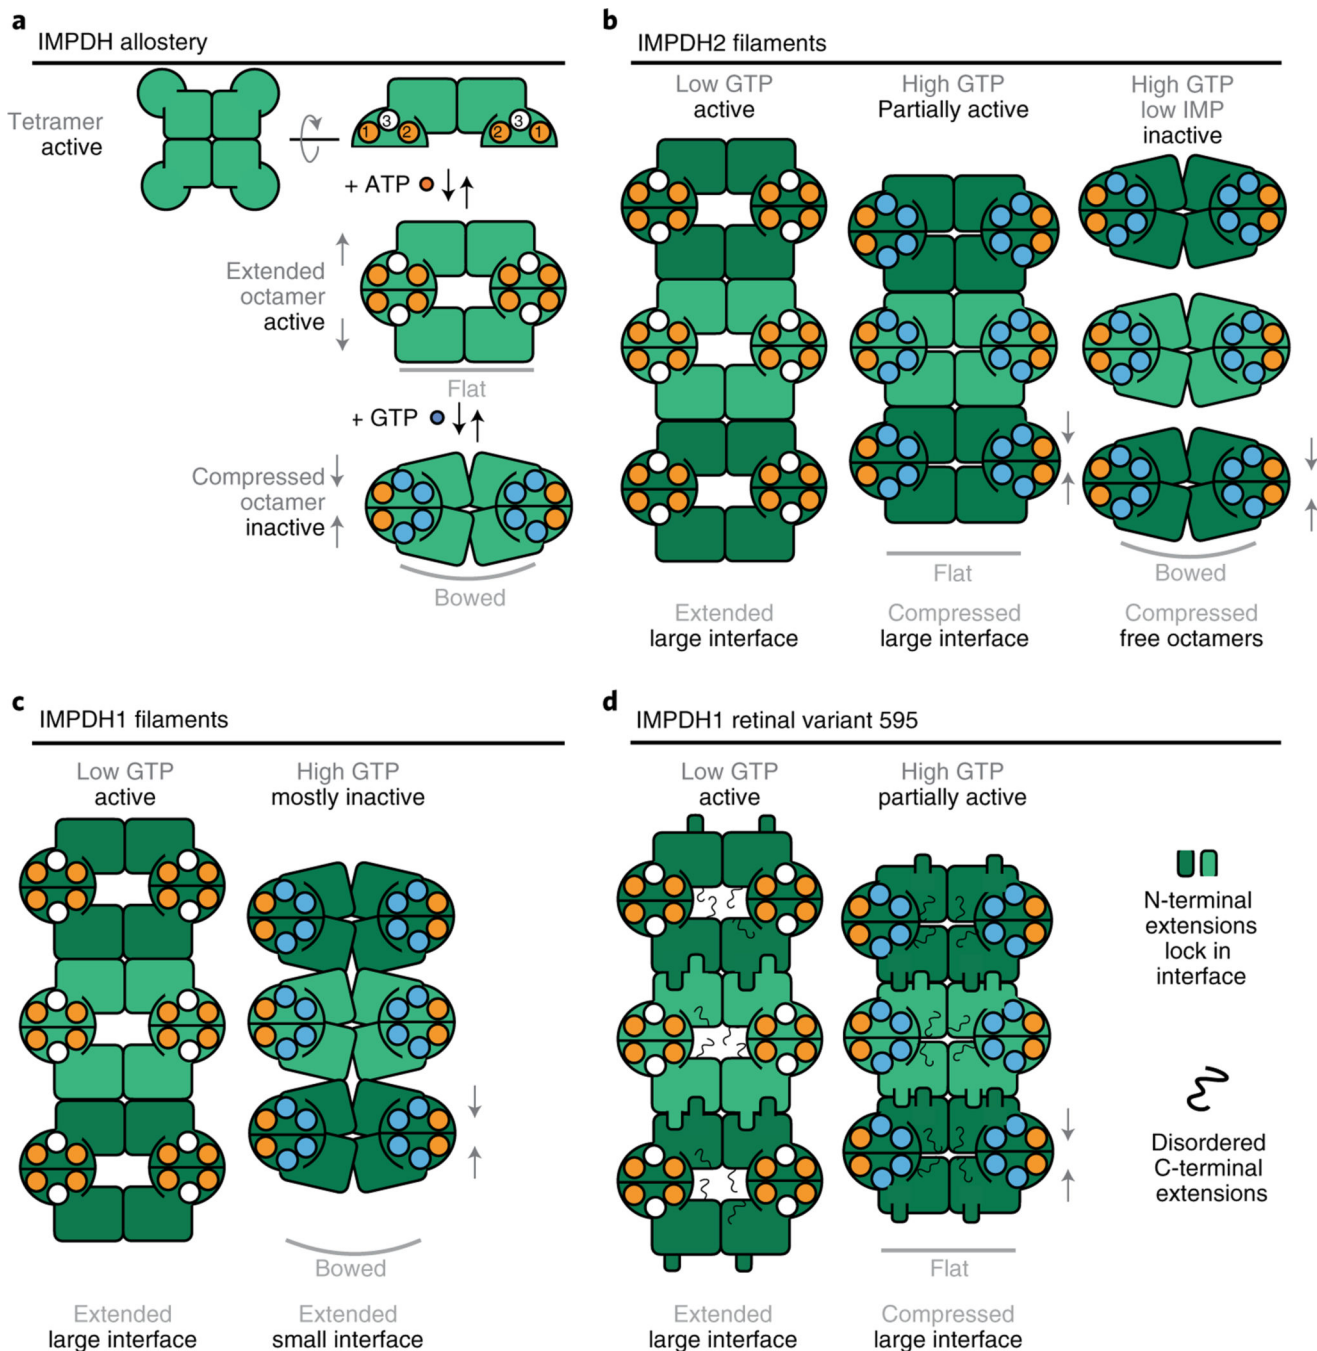 a
IMPDH allostery
Tetramer
active
1
3
2
2
3
1
+ ATP
Extended
octamer
active
Flat
+ GTP
Compressed
octamer
inactive
Bowed
b
IMPDH2 filaments
Low GTP
active
High GTP
Partially active
High GTP
low IMP
inactive
Flat
Bowed
Extended
large interface
Compressed
large interface
Compressed
free octamers
c
IMPDH1 filaments
Low GTP
active
High GTP
mostly inactive
Bowed
Extended
large interface
Extended
small interface
d
IMPDH1 retinal variant 595
Low GTP
active
High GTP
partially active
N-terminal
extensions
lock in
interface
Disordered
C-terminal
extensions
Flat
Extended
large interface
Compressed
large interface